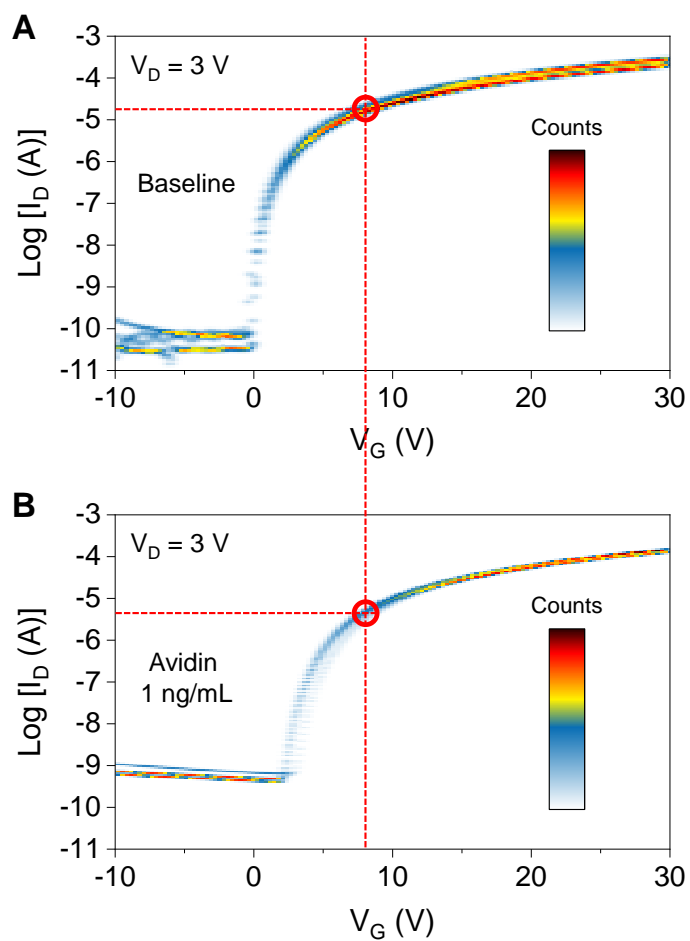 A
-3
-4
-5
-6
-7
-8
-9
-10
-11
Log [I_D (A)]
V_D = 3 V
Baseline
Counts
-10
0
10
20
30
V_G (V)
B
-3
-4
-5
-6
-7
-8
-9
-10
-11
Log [I_D (A)]
V_D = 3 V
Avidin
1 ng/mL
Counts
-10
0
10
20
30
V_G (V)